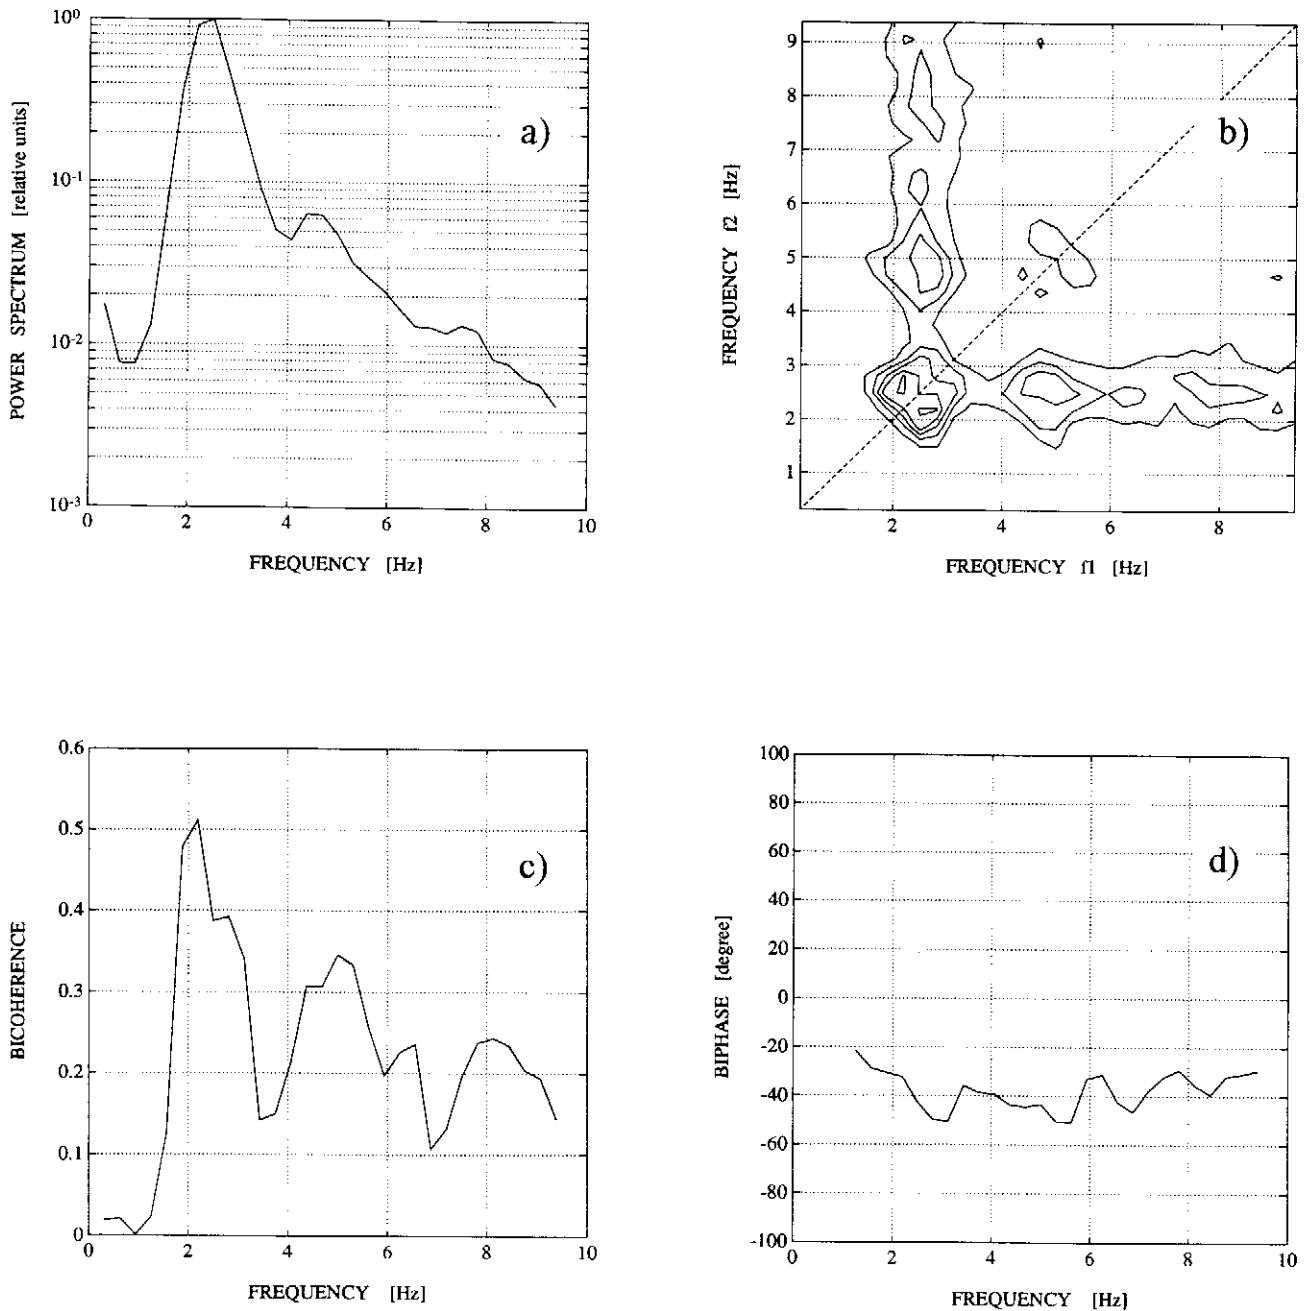 10⁰
10⁻¹
10⁻²
10⁻³
POWER SPECTRUM [relative units]
a)
0 2 4 6 8 10
FREQUENCY [Hz]
9
8
7
6
5
4
3
2
1
FREQUENCY f2 [Hz]
b)
2 4 6 8
FREQUENCY f1 [Hz]
0.6
0.5
0.4
0.3
0.2
0.1
0
BICOHERENCE
c)
0 2 4 6 8 10
FREQUENCY [Hz]
100
80
60
40
20
0
-20
-40
-60
-80
-100
BIPHASE [degree]
d)
0 2 4 6 8 10
FREQUENCY [Hz]